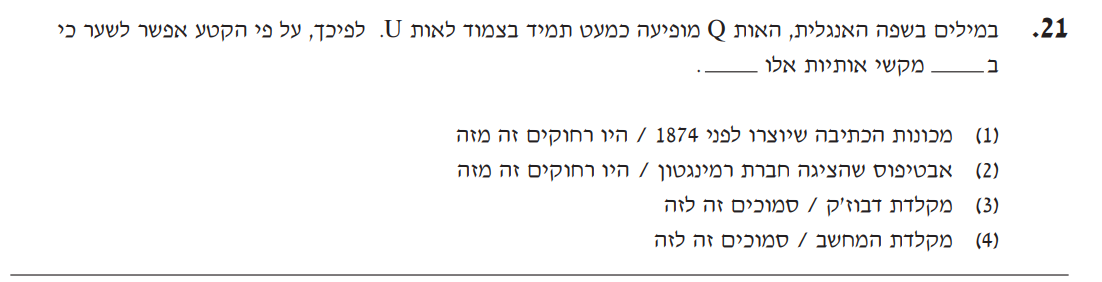 21. במילים בשפה האנגלית, האות Q מופיעה כמעט תמיד בצמוד לאות U. לפיכך, על פי הקטע אפשר לשער כי
ב_____ מקשי אותיות אלו _____.
(1) מכונות הכתיבה שיוצרו לפני 1874 / היו רחוקים זה מזה
(2) אבטיפוס שהציגה חברת רמינגטון / היו רחוקים זה מזה
(3) מקלדת דבוז'ק / סמוכים זה לזה
(4) מקלדת המחשב / סמוכים זה לזה